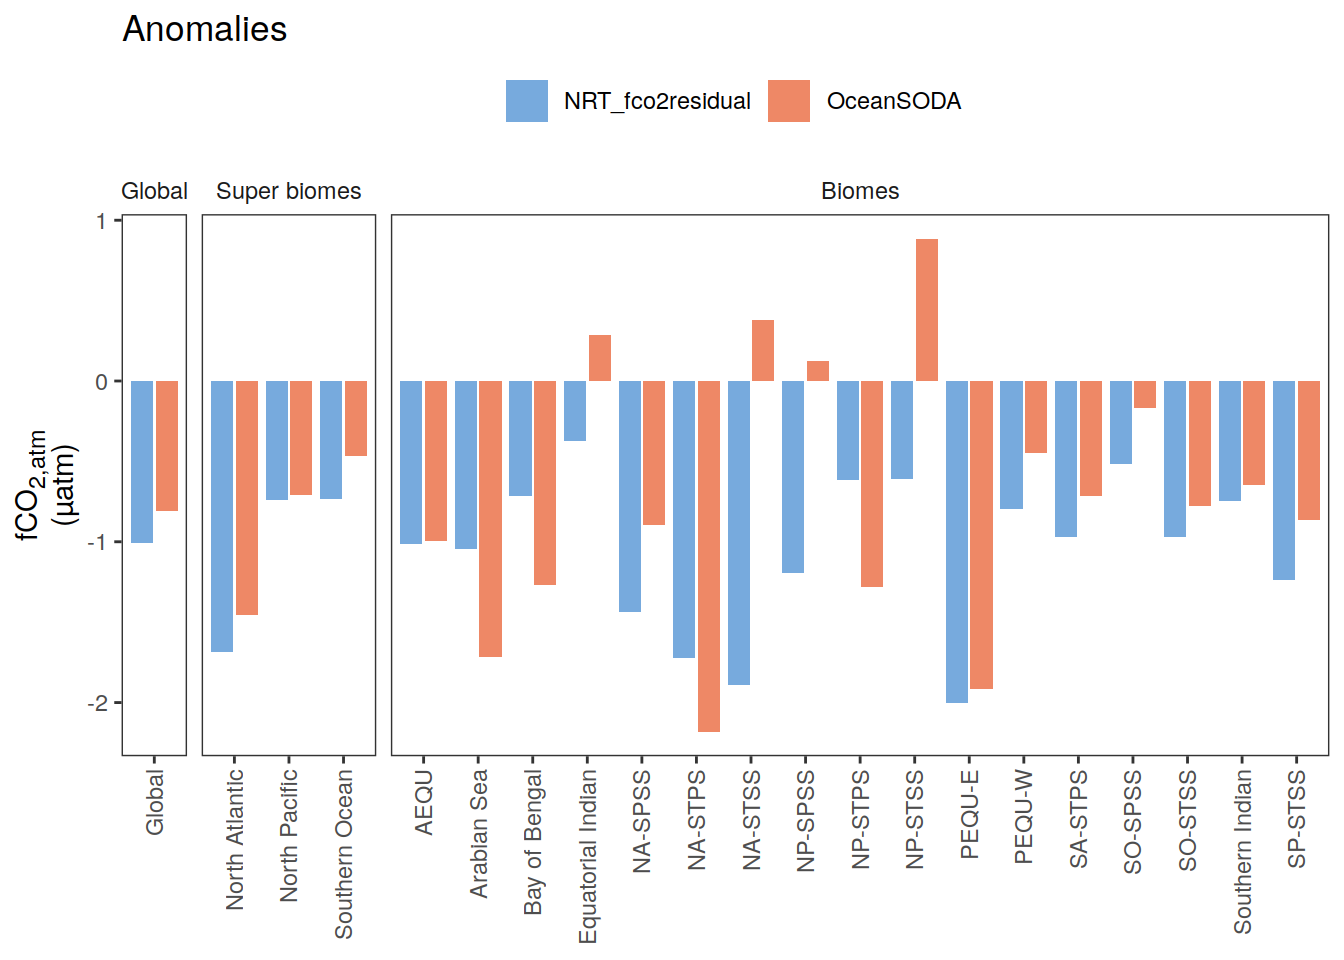 Anomalies
NRT_fco2residual
OceanSODA
Global
Super biomes
Biomes
fCO2,atm
(µatm)
1
0
-1
-2
Global
North Atlantic
North Pacific
Southern Ocean
AEQU
Arabian Sea
Bay of Bengal
Equatorial Indian
NA-SPSS
NA-STPS
NA-STSS
NP-SPSS
NP-STPS
NP-STSS
PEQU-E
PEQU-W
SA-STPS
SO-SPSS
SO-STSS
Southern Indian
SP-STSS